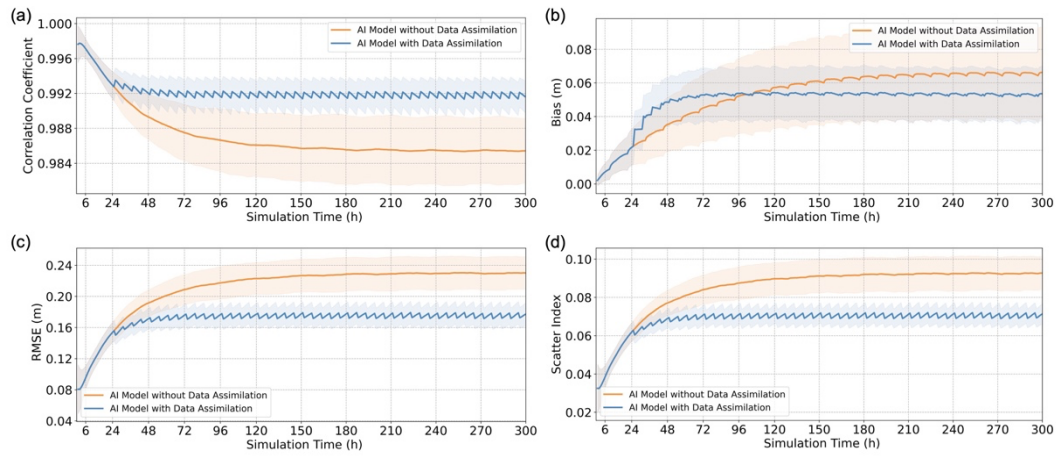 (a)
1.000
0.996
0.992
0.988
0.984
Correlation Coefficient
AI Model without Data Assimilation
AI Model with Data Assimilation
6 24 48 72 96 120 150 180 210 240 270 300
Simulation Time (h)
(b)
0.08
0.06
0.04
0.02
0.00
Bias (m)
AI Model without Data Assimilation
AI Model with Data Assimilation
6 24 48 72 96 120 150 180 210 240 270 300
Simulation Time (h)
(c)
0.24
0.20
0.16
0.12
0.08
0.04
RMSE (m)
AI Model without Data Assimilation
AI Model with Data Assimilation
6 24 48 72 96 120 150 180 210 240 270 300
Simulation Time (h)
(d)
0.10
0.08
0.06
0.04
0.02
Scatter Index
AI Model without Data Assimilation
AI Model with Data Assimilation
6 24 48 72 96 120 150 180 210 240 270 300
Simulation Time (h)